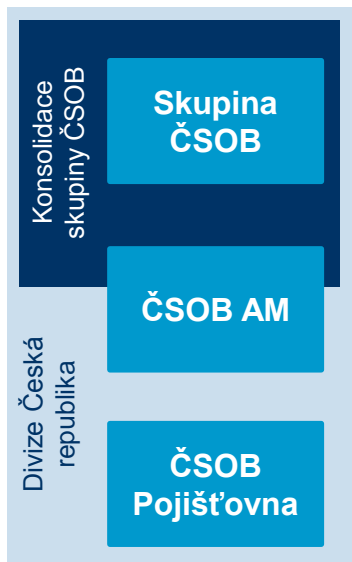 Konsolidace
skupiny ČSOB
Skupina
ČSOB
ČSOB AM
Divize Česká
republika
ČSOB
Pojišťovna